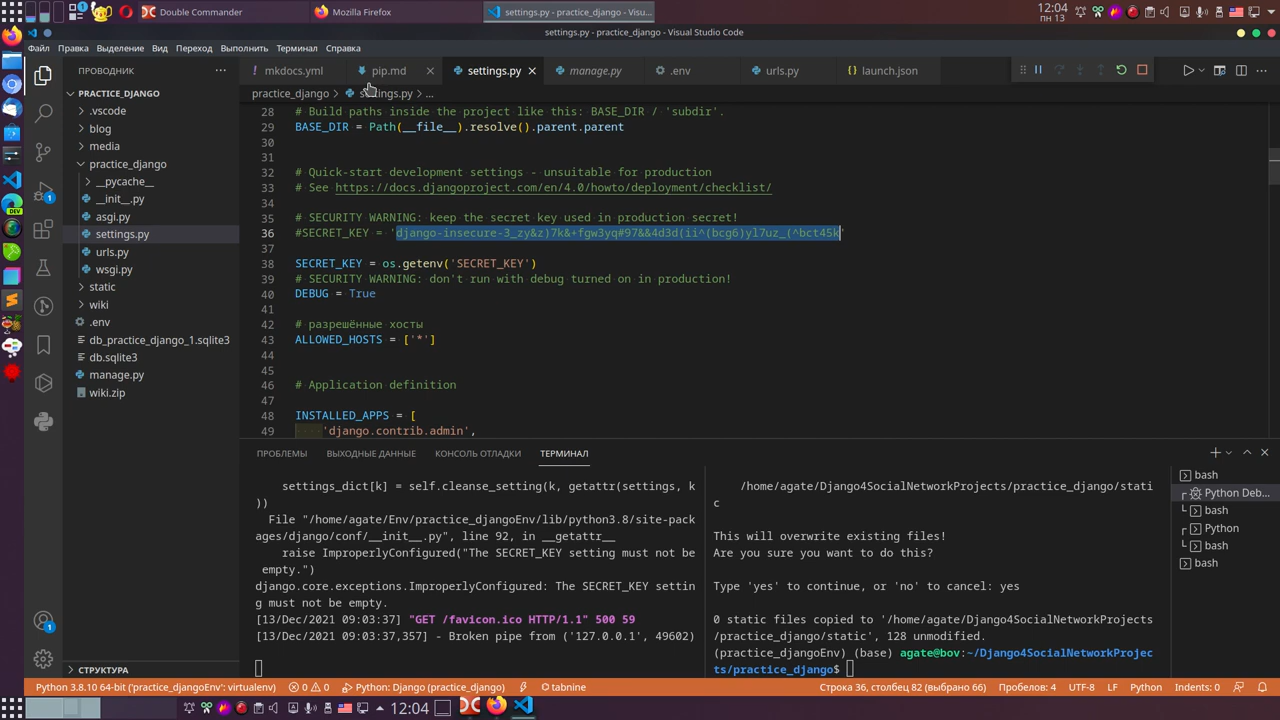 Double Commander
Mozilla Firefox
settings.py - practice_django - Visu...
12:04
пн 13
settings.py - practice_django - Visual Studio Code
Файл Правка Выделение Вид Переход Выполнить Терминал Справка
ПРОВОДНИК
mkdocs.yml
pip.md
settings.py
manage.py
.env
urls.py
launch.json
practice_django > settings.py > ...
PRACTICE_DJANGO
.vscode
blog
media
practice_django
__pycache__
__init__.py
asgi.py
settings.py
urls.py
wsgi.py
static
wiki
.env
db_practice_django_1.sqlite3
db.sqlite3
manage.py
wiki.zip
СТРУКТУРА
28 # Build paths inside the project like this: BASE_DIR / 'subdir'.
29 BASE_DIR = Path(__file__).resolve().parent.parent
30
31
32 # Quick-start development settings - unsuitable for production
33 # See https://docs.djangoproject.com/en/4.0/howto/deployment/checklist/
34
35 # SECURITY WARNING: keep the secret key used in production secret!
36 #SECRET_KEY = 'django-insecure-3_zy&z)7k&+fgw3yq#97&&4d3d(ii^(bcg6)yl7uz_(^bct45k'
37
38 SECRET_KEY = os.getenv('SECRET_KEY')
39 # SECURITY WARNING: don't run with debug turned on in production!
40 DEBUG = True
41
42 # разрешённые хосты
43 ALLOWED_HOSTS = ['*']
44
45
46 # Application definition
47
48 INSTALLED_APPS = [
49 'django.contrib.admin',
ПРОБЛЕМЫ ВЫХОДНЫЕ ДАННЫЕ КОНСОЛЬ ОТЛАДКИ ТЕРМИНАЛ
settings_dict[k] = self.cleanse_setting(k, getattr(settings, k
))
File "/home/agate/Env/practice_djangoEnv/lib/python3.8/site-pack
ages/django/conf/__init__.py", line 92, in __getattr__
raise ImproperlyConfigured("The SECRET_KEY setting must not be
empty.")
django.core.exceptions.ImproperlyConfigured: The SECRET_KEY settin
g must not be empty.
[13/Dec/2021 09:03:37] "GET /favicon.ico HTTP/1.1" 500 59
[13/Dec/2021 09:03:37,357] - Broken pipe from ('127.0.0.1', 49602)
/home/agate/Django4SocialNetworkProjects/practice_django/stati
c
This will overwrite existing files!
Are you sure you want to do this?
Type 'yes' to continue, or 'no' to cancel: yes
0 static files copied to '/home/agate/Django4SocialNetworkProjects
/practice_django/static', 128 unmodified.
(practice_djangoEnv) (base) agate@bov:~/Django4SocialNetworkProjec
ts/practice_django$
bash
Python Deb...
bash
Python
bash
bash
Python 3.8.10 64-bit ('practice_djangoEnv': virtualenv) 0 0 Python: Django (practice_django) tabnine Строка 36, столбец 82 (выбрано 66) Пробелов: 4 UTF-8 LF Python Indents: 0
12:04